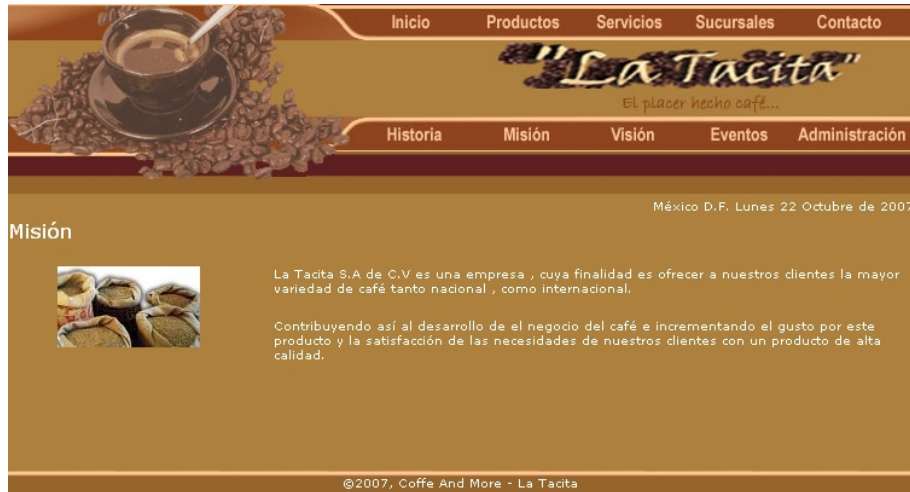 Inicio Productos Servicios Sucursales Contacto
"La Tacita"
El placer hecho café...
Historia Misión Visión Eventos Administración
México D.F. Lunes 22 Octubre de 2007
Misión
La Tacita S.A de C.V es una empresa , cuya finalidad es ofrecer a nuestros clientes la mayor
variedad de café tanto nacional , como internacional.
Contribuyendo así al desarrollo de el negocio del café e incrementando el gusto por este
producto y la satisfacción de las necesidades de nuestros clientes con un producto de alta
calidad.
©2007, Coffe And More - La Tacita